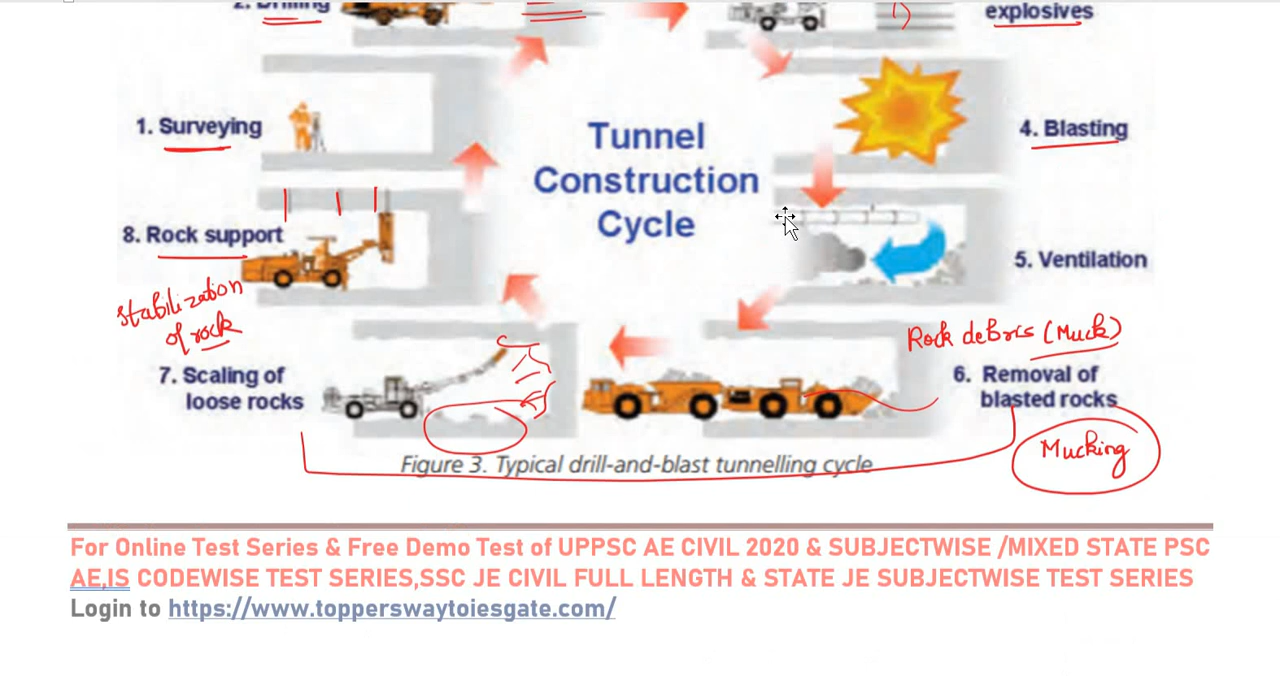 2. Drilling
explosives
1. Surveying
Tunnel
Construction
Cycle
4. Blasting
8. Rock support
5. Ventilation
Stabilization
of rock
Rock debris (Muck)
7. Scaling of
loose rocks
6. Removal of
blasted rocks
Mucking
Figure 3. Typical drill-and-blast tunnelling cycle
For Online Test Series & Free Demo Test of UPPSC AE CIVIL 2020 & SUBJECTWISE /MIXED STATE PSC
AE,IS CODEWISE TEST SERIES,SSC JE CIVIL FULL LENGTH & STATE JE SUBJECTWISE TEST SERIES
Login to https://www.topperswaytoiesgate.com/